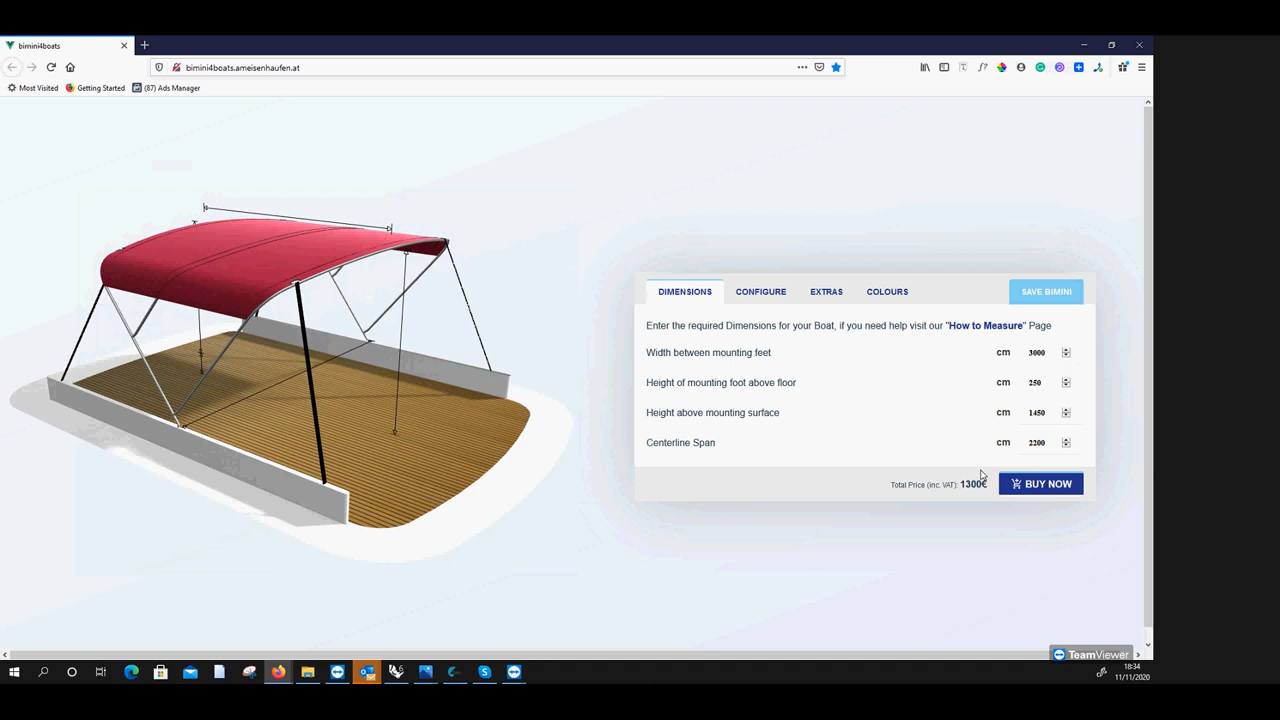 bimini4boats
bimini4boats.ameisenhaufen.at
Most Visited
Getting Started
(87) Ads Manager
DIMENSIONS
CONFIGURE
EXTRAS
COLOURS
SAVE BIMINI
Enter the required Dimensions for your Boat, if you need help visit our "How to Measure" Page
Width between mounting feet cm 3000
Height of mounting foot above floor cm 250
Height above mounting surface cm 1450
Centerline Span cm 2200
Total Price (inc. VAT): 1300€
BUY NOW
TeamViewer
18:34
11/11/2020